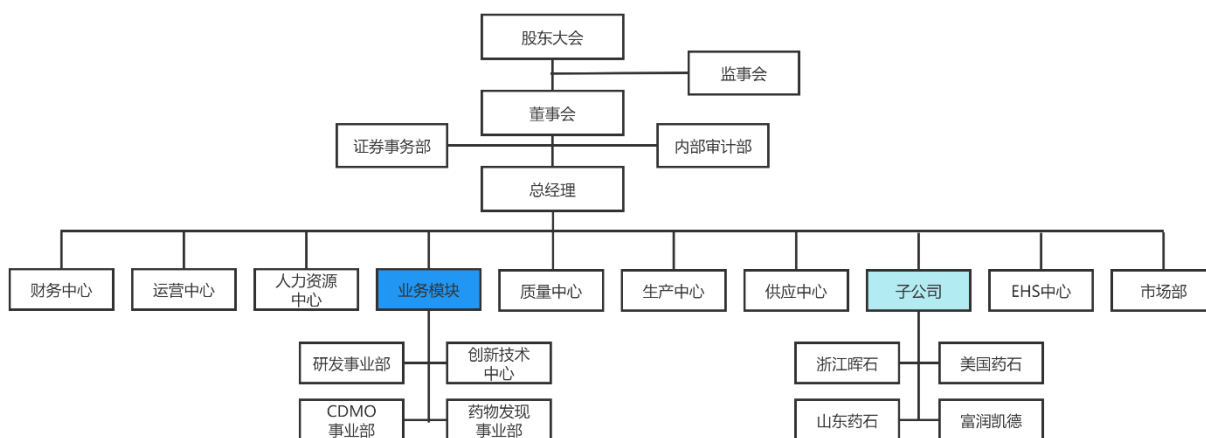 股东大会
监事会
董事会
证券事务部
内部审计部
总经理
财务中心
运营中心
人力资源
中心
业务模块
质量中心
生产中心
供应中心
子公司
EHS中心
市场部
研发事业部
创新技术
中心
浙江晖石
美国药石
CDMO
事业部
药物发现
事业部
山东药石
富润凯德